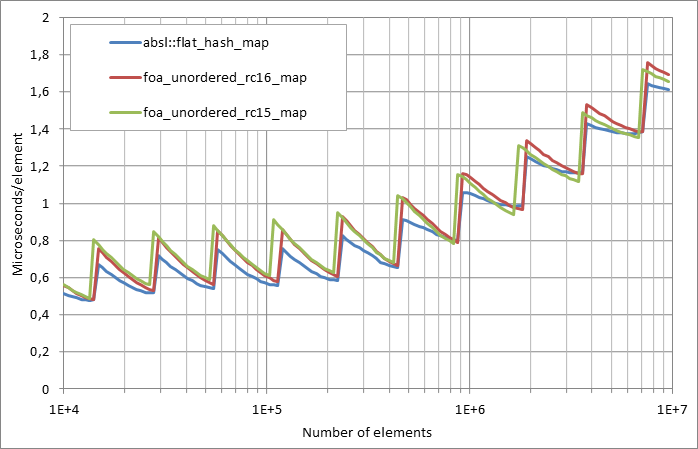 2
1,8
1,6
1,4
1,2
1
0,8
0,6
0,4
0,2
0
Microseconds/element
absl::flat_hash_map
foa_unordered_rc16_map
foa_unordered_rc15_map
1E+4 1E+5 1E+6 1E+7
Number of elements